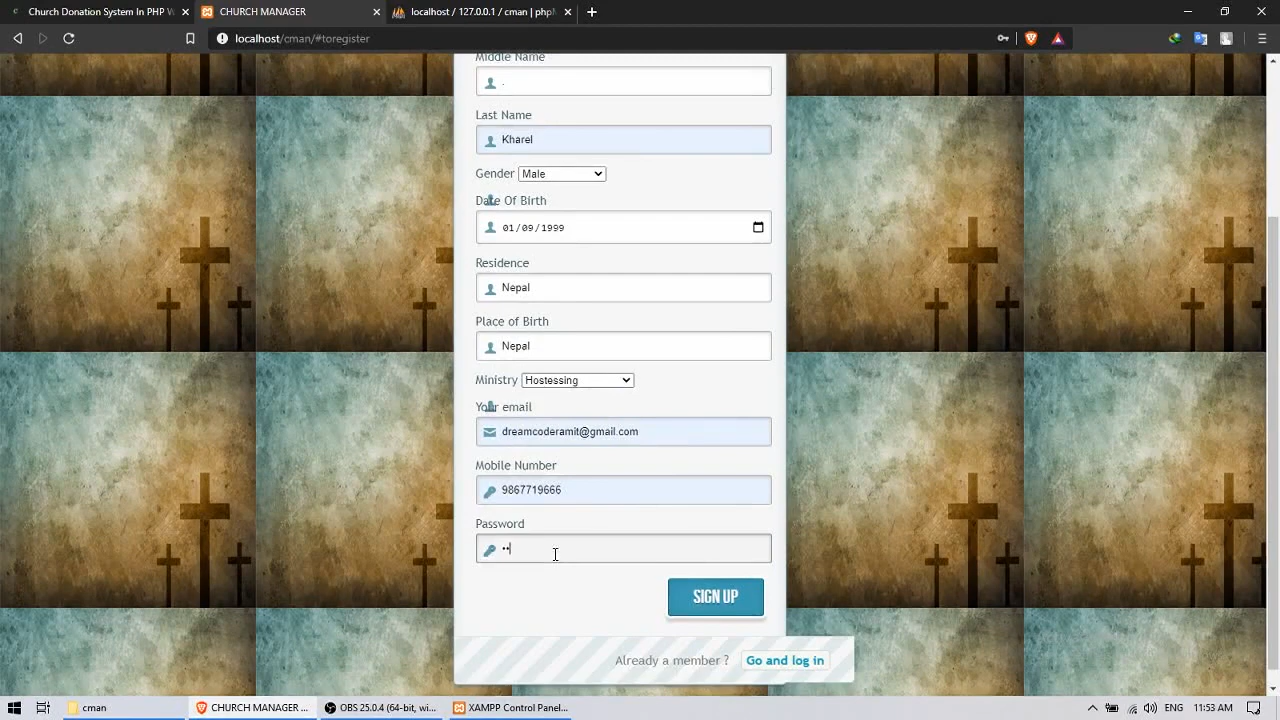 Church Donation System In PHP W
CHURCH MANAGER
localhost / 127.0.0.1 / cman | phpM
localhost/cman/#toregister
Middle Name
.
Last Name
Kharel
Gender Male
Date Of Birth
01/09/1999
Residence
Nepal
Place of Birth
Nepal
Ministry Hostessing
Your email
dreamcoderamit@gmail.com
Mobile Number
9867719666
Password
••
SIGN UP
Already a member ? Go and log in
cman
CHURCH MANAGER ...
OBS 25.0.4 (64-bit, wi...
XAMPP Control Panel...
ENG
11:53 AM